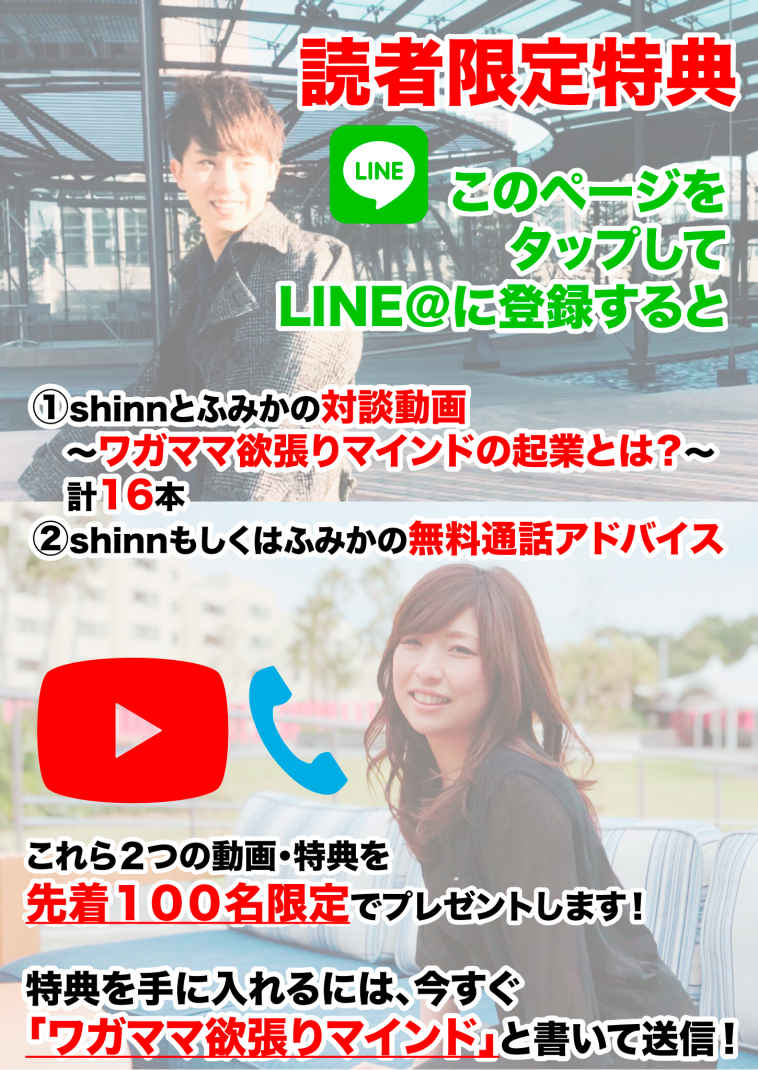 読者限定特典
LINE
このページを
タップして
LINE@に登録すると
①shinnとふみかの対談動画
～ワガママ欲張りマインドの起業とは？～
計16本
②shinnもしくはふみかの無料通話アドバイス
これら２つの動画・特典を
先着１００名限定でプレゼントします！
特典を手に入れるには、今すぐ
「ワガママ欲張りマインド」と書いて送信！